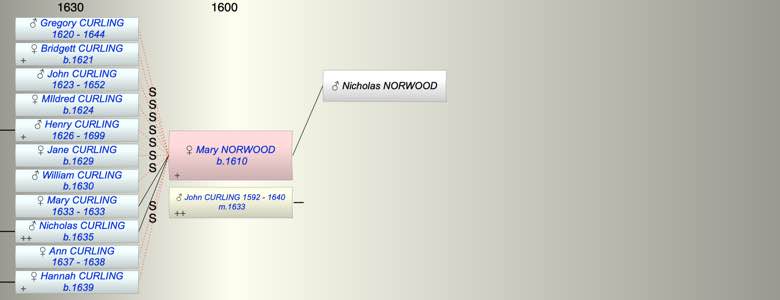 1630
1600
♂ Gregory CURLING
1620 - 1644
♀ Bridgett CURLING
+ b.1621
♂ John CURLING
1623 - 1652
♀ MIldred CURLING
b.1624
♂ Henry CURLING
+ 1626 - 1699
♀ Jane CURLING
b.1629
♂ William CURLING
b.1630
♀ Mary CURLING
1633 - 1633
♂ Nicholas CURLING
++ b.1635
♀ Ann CURLING
1637 - 1638
♀ Hannah CURLING
+ b.1639
S
S
S
S
S
S
S
S
S
♀ Mary NORWOOD
b.1610
+
♂ John CURLING 1592 - 1640
m.1633
++
♂ Nicholas NORWOOD